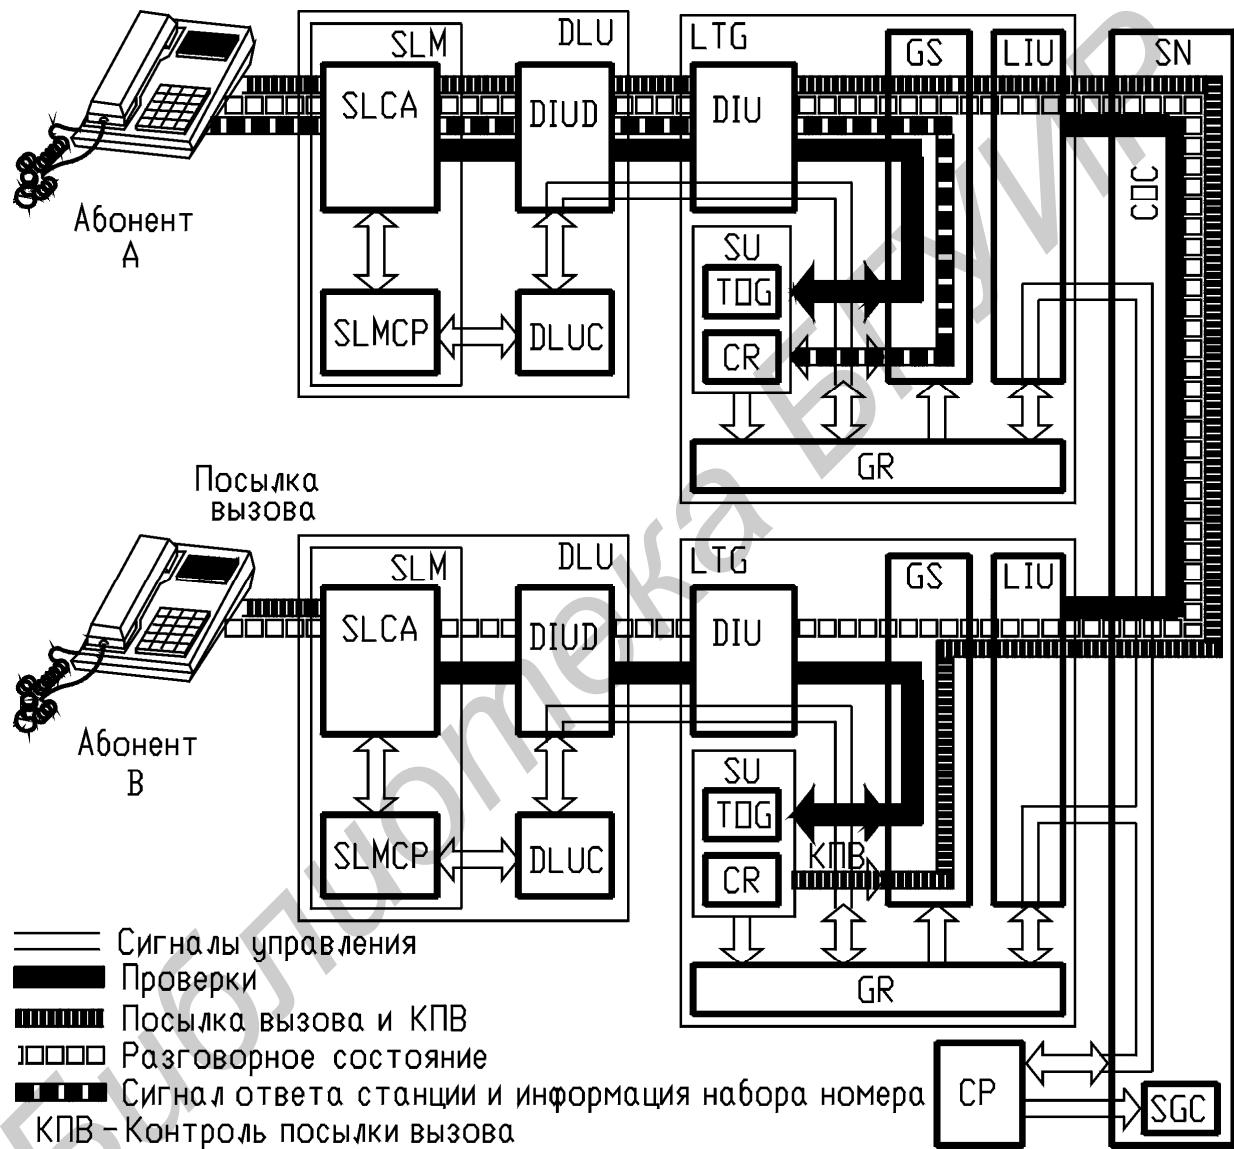 SLM
DLU
LTG
GS
LIU
SN
SLCA
DIUD
DIU
Абонент
А
СОС
SU
TOG
CR
SLMCP
DLUC
GR
Посылка
вызова
SLM
DLU
LTG
GS
LIU
SLCA
DIUD
DIU
Абонент
В
SU
TOG
КПВ
CR
SLMCP
DLUC
GR
Сигналы управления
Проверки
Посылка вызова и КПВ
Разговорное состояние
Сигнал ответа станции и информация набора номера
КПВ – Контроль посылки вызова
CP
SGC
Библиотека БГУИР